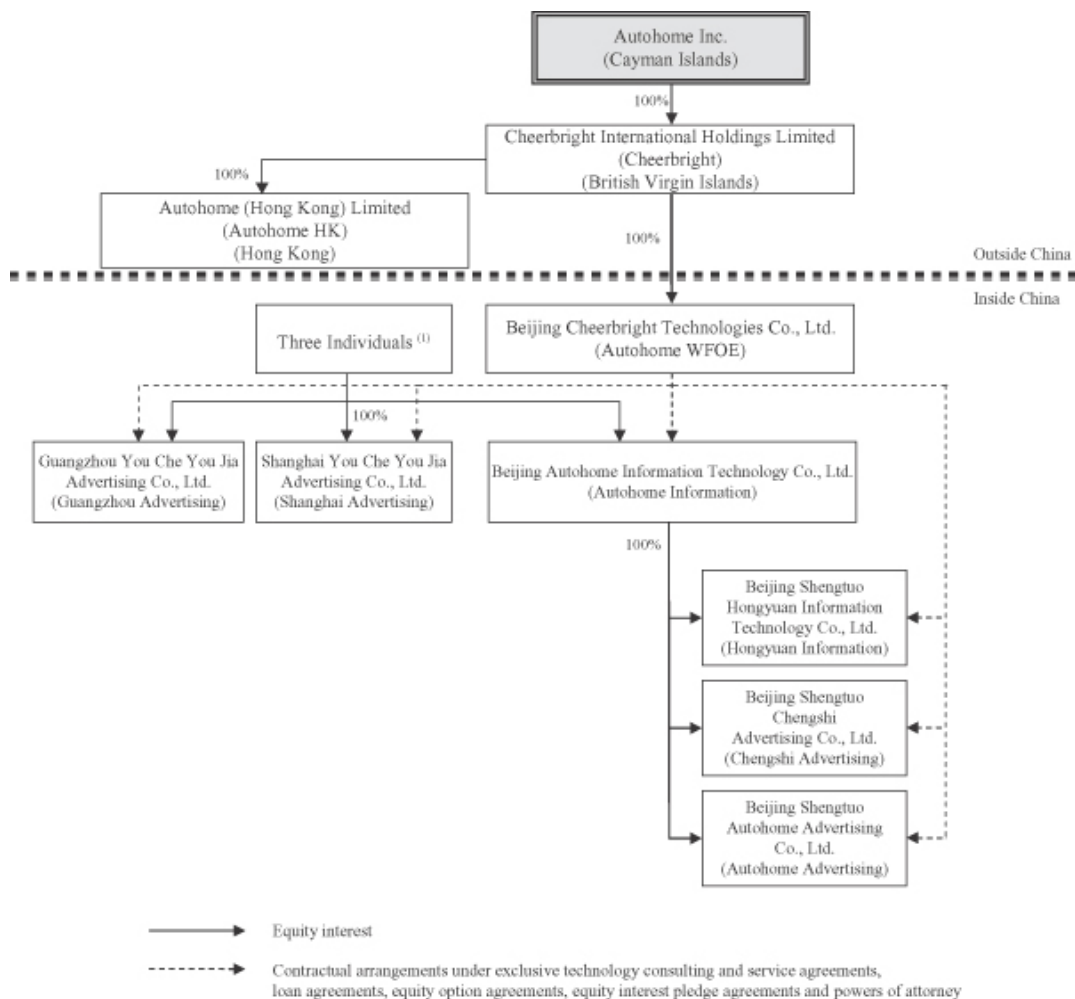 Autohome Inc.
(Cayman Islands)
100%
Cheerbright International Holdings Limited
(Cheerbright)
(British Virgin Islands)
100%
Autohome (Hong Kong) Limited
(Autohome HK)
(Hong Kong)
100%
Outside China
Inside China
Three Individuals (1)
Beijing Cheerbright Technologies Co., Ltd.
(Autohome WFOE)
100%
Guangzhou You Che You Jia
Advertising Co., Ltd.
(Guangzhou Advertising)
Shanghai You Che You Jia
Advertising Co., Ltd.
(Shanghai Advertising)
Beijing Autohome Information Technology Co., Ltd.
(Autohome Information)
100%
Beijing Shengtuo
Hongyuan Information
Technology Co., Ltd.
(Hongyuan Information)
Beijing Shengtuo
Chengshi
Advertising Co., Ltd.
(Chengshi Advertising)
Beijing Shengtuo
Autohome Advertising
Co., Ltd.
(Autohome Advertising)
Equity interest
Contractual arrangements under exclusive technology consulting and service agreements,
loan agreements, equity option agreements, equity interest pledge agreements and powers of attorney